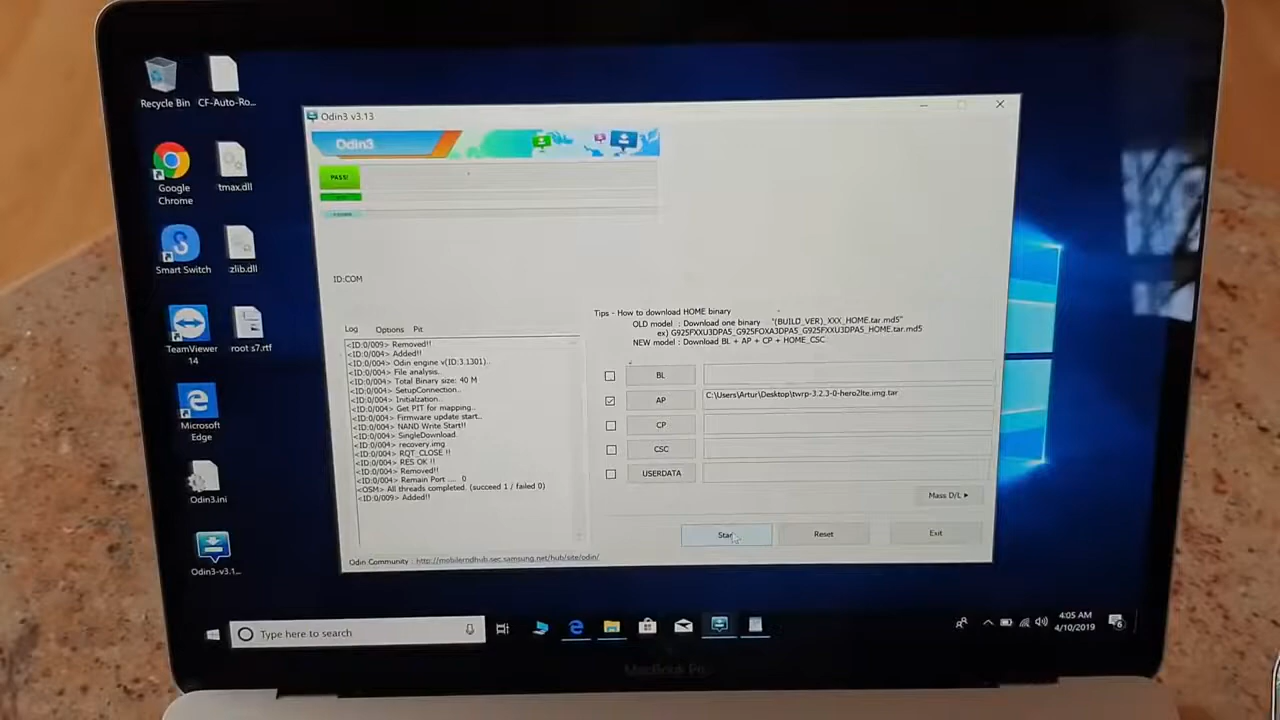 Recycle Bin
CF-Auto-Ro...
Google
Chrome
tmax.dll
Smart Switch
zlib.dll
TeamViewer
14
root s7.rtf
Microsoft
Edge
Odin3.ini
Odin3-v3.1...
Odin3 v3.13
Odin3
PASS!
ID:COM
Log
Options
Pit
<ID:0/009> Removed!!
<ID:0/004> Added!!
<ID:0/004> Odin engine v(ID:3.1301)..
<ID:0/004> File analysis..
<ID:0/004> Total Binary size: 40 M
<ID:0/004> SetupConnection..
<ID:0/004> Initialzation..
<ID:0/004> Get PIT for mapping..
<ID:0/004> Firmware update start..
<ID:0/004> NAND Write Start!!
<ID:0/004> SingleDownload.
<ID:0/004> recovery.img
<ID:0/004> RQT_CLOSE !!
<ID:0/004> RES OK !!
<ID:0/004> Removed!!
<ID:0/004> Remain Port .... 0
<OSM> All threads completed. (succeed 1 / failed 0)
<ID:0/009> Added!!
Tips - How to download HOME binary
OLD model : Download one binary "(BUILD_VER)_XXX_HOME.tar.md5"
ex) G925FXXU3DPA5_G925FOXA3DPA5_G925FXXU3DPA5_HOME.tar.md5
NEW model : Download BL + AP + CP + HOME_CSC
BL
AP
C:\Users\Artur\Desktop\twrp-3.2.3-0-hero2lte.img.tar
CP
CSC
USERDATA
Mass D/L ▶
Start
Reset
Exit
Odin Community : http://mobilerndhub.sec.samsung.net/hub/site/odin/
Type here to search
4:05 AM
4/10/2019
6
MacBook Pro